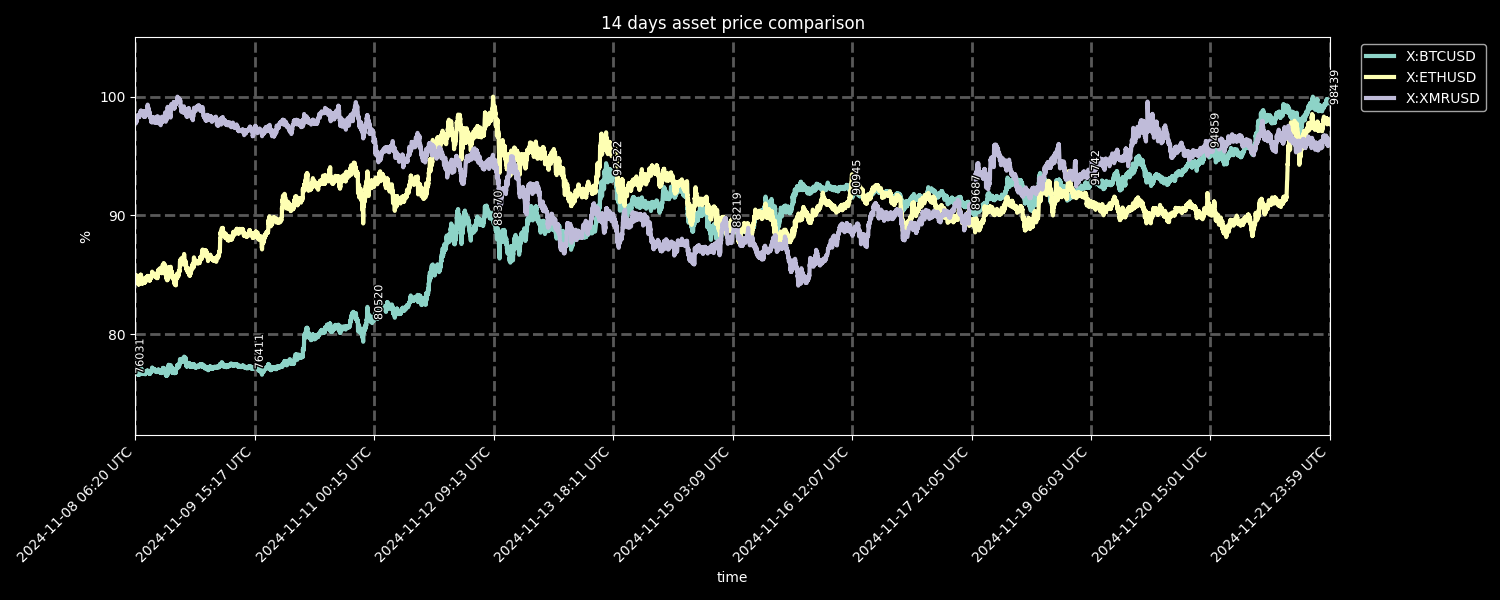 14 days asset price comparison
X:BTCUSD
X:ETHUSD
X:XMRUSD
100
90
80
%
76031
76411
80520
88370
92522
88219
90945
89687
91742
94859
98439
2024-11-08 06:20 UTC
2024-11-09 15:17 UTC
2024-11-11 00:15 UTC
2024-11-12 09:13 UTC
2024-11-13 18:11 UTC
2024-11-15 03:09 UTC
2024-11-16 12:07 UTC
2024-11-17 21:05 UTC
2024-11-19 06:03 UTC
2024-11-20 15:01 UTC
2024-11-21 23:59 UTC
time